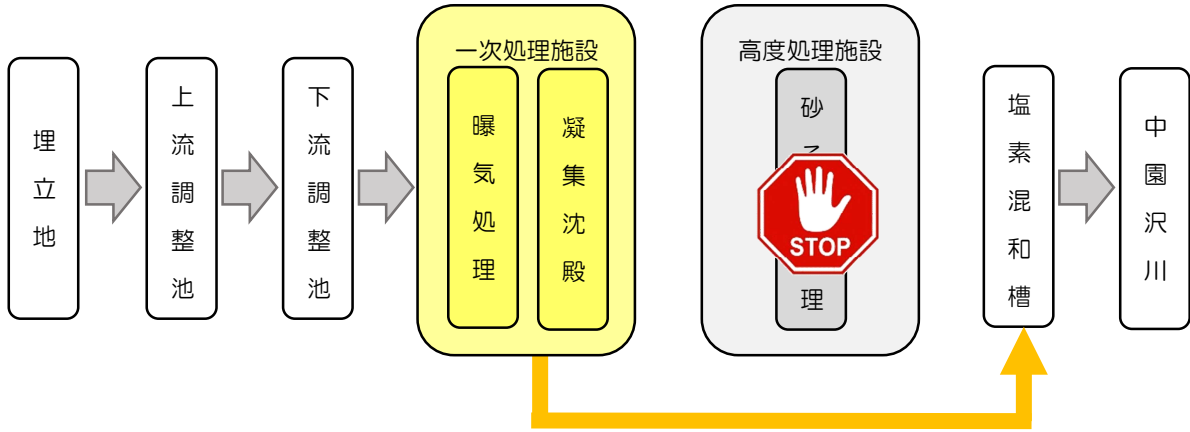 埋立地
上流調整池
下流調整池
一次処理施設
曝気処理
凝集沈殿
高度処理施設
砂
理
STOP
塩素混和槽
中園沢川